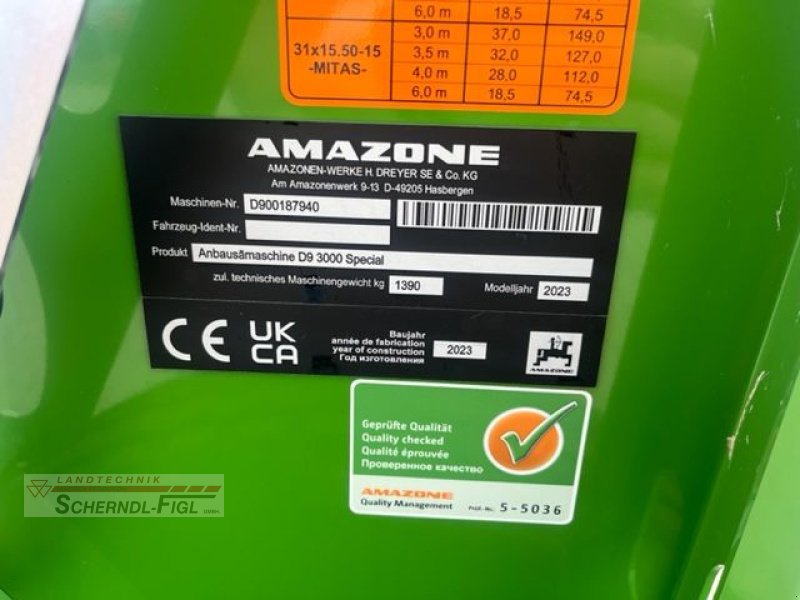 6,0 m 18,5 74,5
31x15.50-15
-MITAS-
3,0 m 37,0 149,0
3,5 m 32,0 127,0
4,0 m 28,0 112,0
6,0 m 18,5 74,5
AMAZONE
AMAZONEN-WERKE H. DREYER SE & Co. KG
Am Amazonenwerk 9-13 D-49205 Hasbergen
Maschinen-Nr. D900187940
Fahrzeug-Ident-Nr.
Produkt Anbausämaschine D9 3000 Special
zul. technisches Maschinengewicht kg 1390 Modelljahr 2023
CE UK CA
Baujahr
année de fabrication
year of construction
Год изготовления
2023
AMAZONE
Geprüfte Qualität
Quality checked
Qualité éprouvée
Проверенное качество
AMAZONE
Quality Management Prüf.-Nr. 5-5036
LANDTECHNIK
SCHERNDL-FIGL GMBH